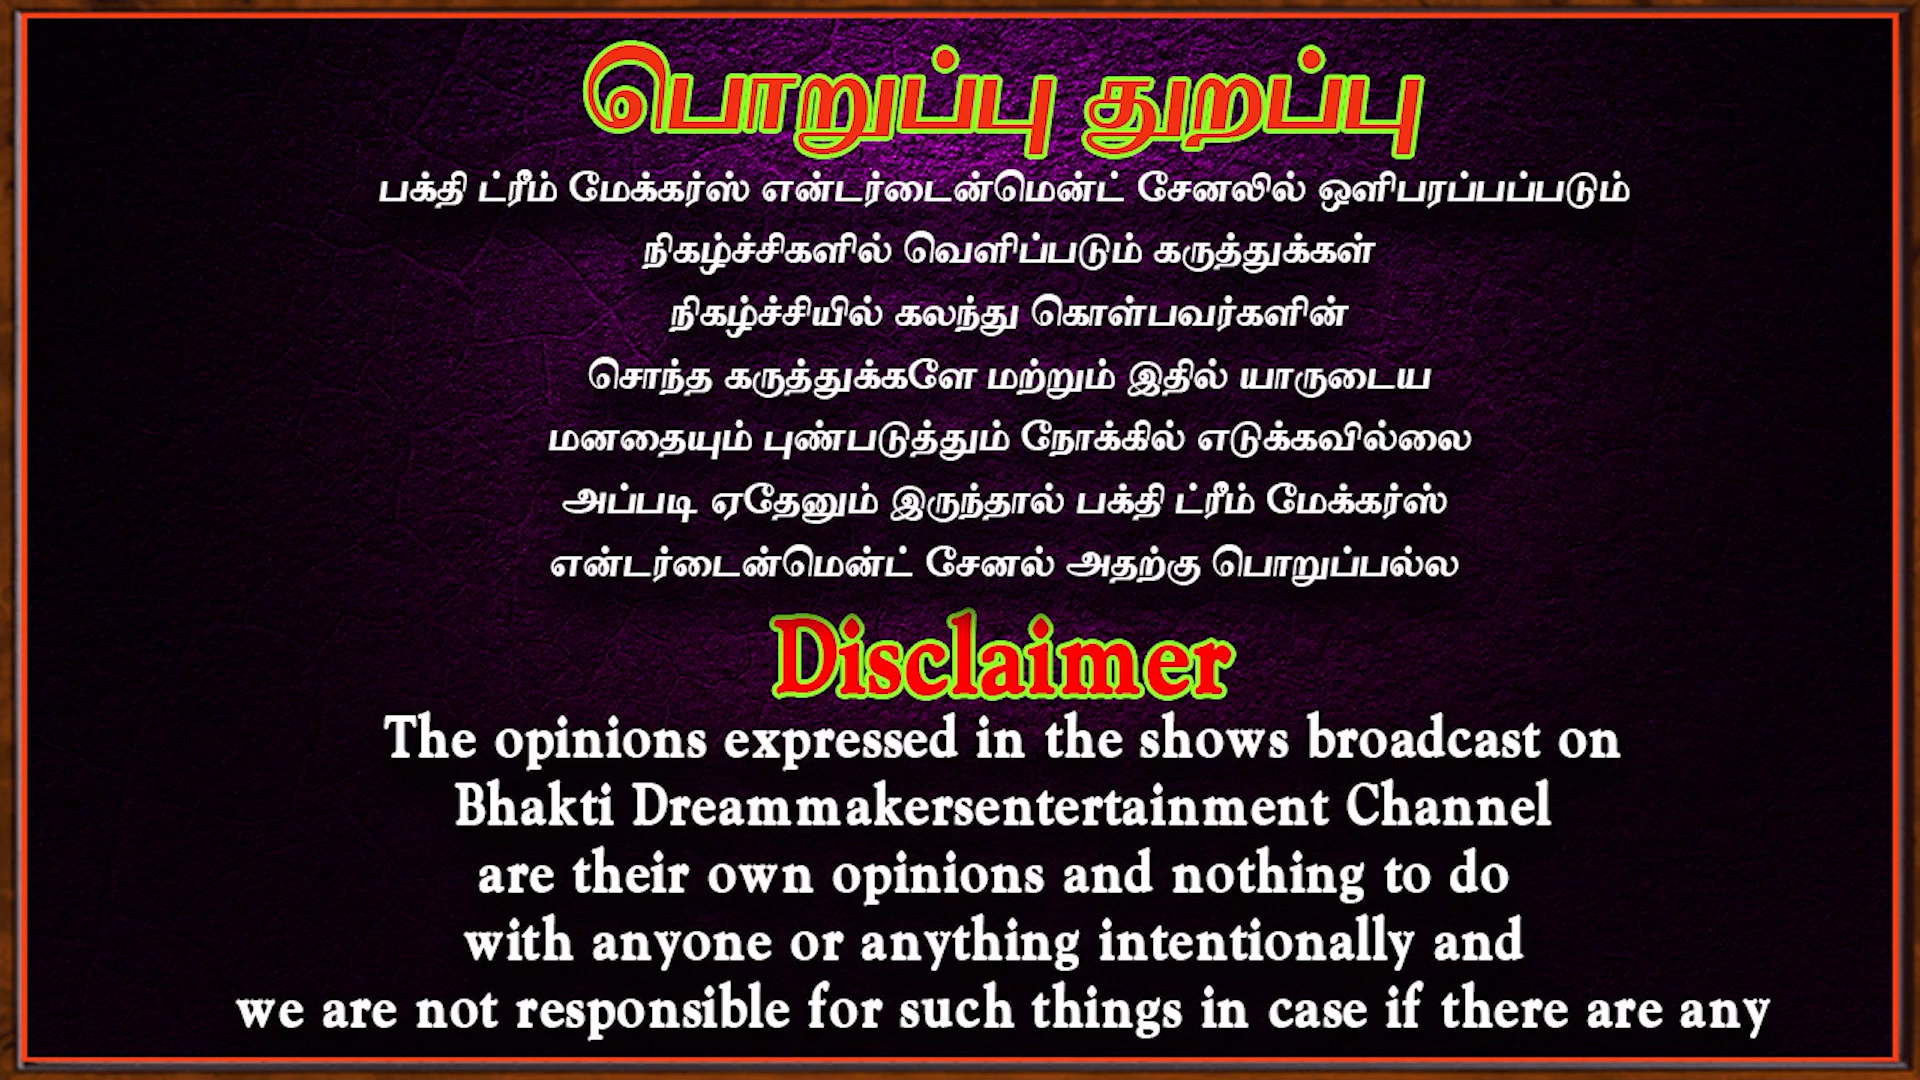 பொறுப்பு துறப்பு
பக்தி ட்ரீம் மேக்கர்ஸ் என்டர்டைன்மென்ட் சேனலில் ஒளிபரப்பப்படும்
நிகழ்ச்சிகளில் வெளிப்படும் கருத்துக்கள்
நிகழ்ச்சியில் கலந்து கொள்பவர்களின்
சொந்த கருத்துக்களே மற்றும் இதில் யாருடைய
மனதையும் புண்படுத்தும் நோக்கில் எடுக்கவில்லை
அப்படி ஏதேனும் இருந்தால் பக்தி ட்ரீம் மேக்கர்ஸ்
என்டர்டைன்மென்ட் சேனல் அதற்கு பொறுப்பல்ல
Disclaimer
The opinions expressed in the shows broadcast on
Bhakti Dreammakersentertainment Channel
are their own opinions and nothing to do
with anyone or anything intentionally and
we are not responsible for such things in case if there are any